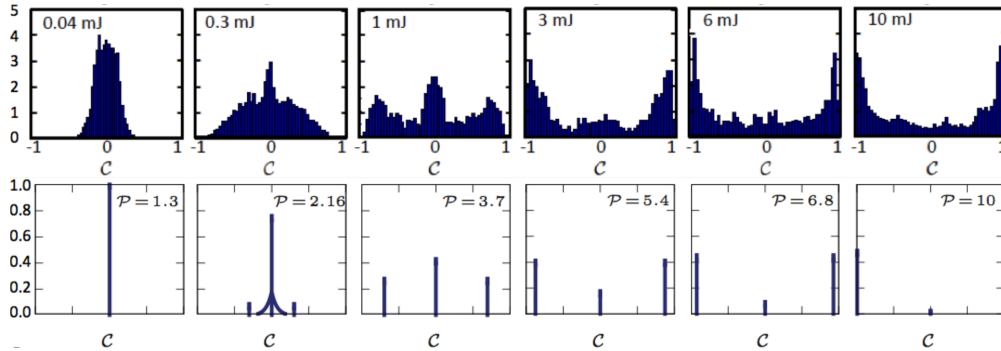 5
4
3
2
1
0
0.04 mJ
0.3 mJ
1 mJ
3 mJ
6 mJ
10 mJ
-1 0 1 -1 0 1 -1 0 1 -1 0 1 -1 0 1 -1 0 1
C C C C C C
1.0
0.8
0.6
0.4
0.2
0.0
P = 1.3
P = 2.16
P = 3.7
P = 5.4
P = 6.8
P = 10
C C C C C C